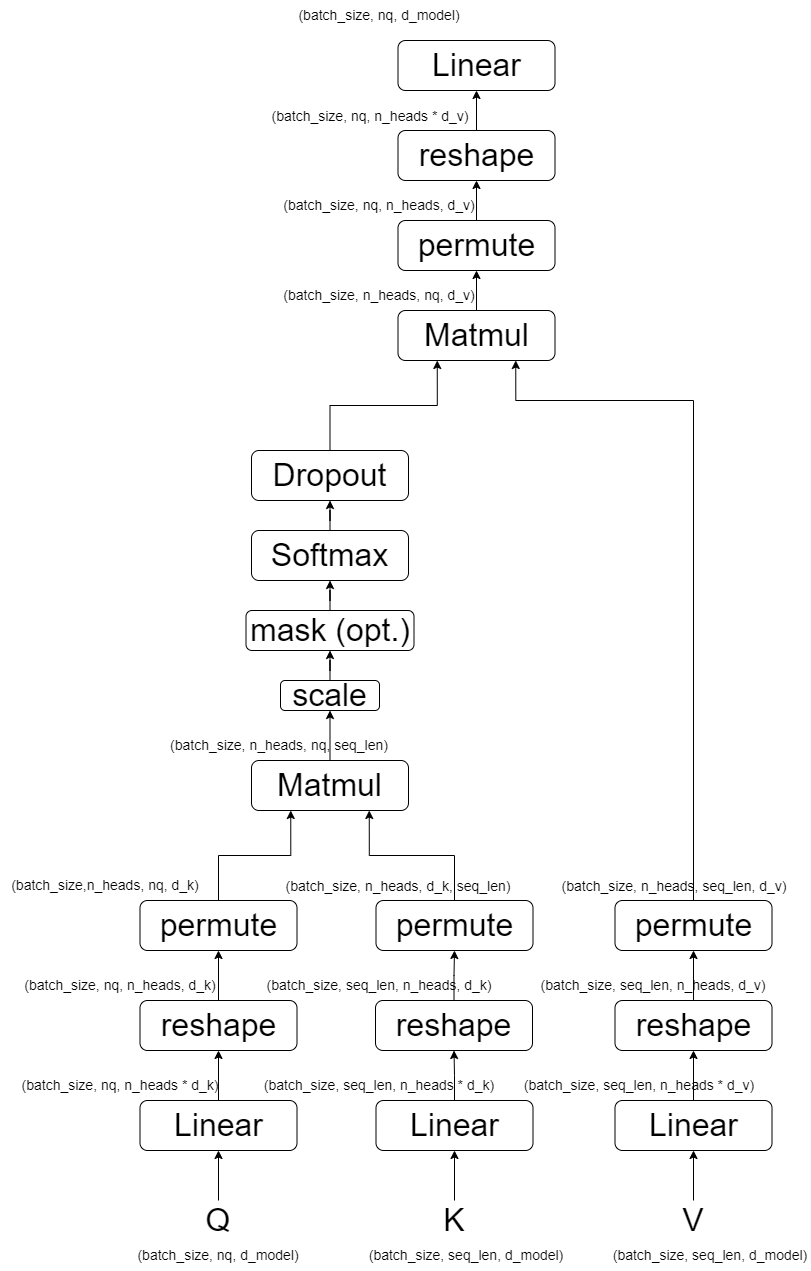 (batch_size, nq, d_model)
Linear
(batch_size, nq, n_heads * d_v)
reshape
(batch_size, nq, n_heads, d_v)
permute
(batch_size, n_heads, nq, d_v)
Matmul
Dropout
Softmax
mask (opt.)
scale
(batch_size, n_heads, nq, seq_len)
Matmul
(batch_size,n_heads, nq, d_k)
(batch_size, n_heads, d_k, seq_len)
(batch_size, n_heads, seq_len, d_v)
permute
permute
permute
(batch_size, nq, n_heads, d_k)
(batch_size, seq_len, n_heads, d_k)
(batch_size, seq_len, n_heads, d_v)
reshape
reshape
reshape
(batch_size, nq, n_heads * d_k)
(batch_size, seq_len, n_heads * d_k)
(batch_size, seq_len, n_heads * d_v)
Linear
Linear
Linear
Q
K
V
(batch_size, nq, d_model)
(batch_size, seq_len, d_model)
(batch_size, seq_len, d_model)